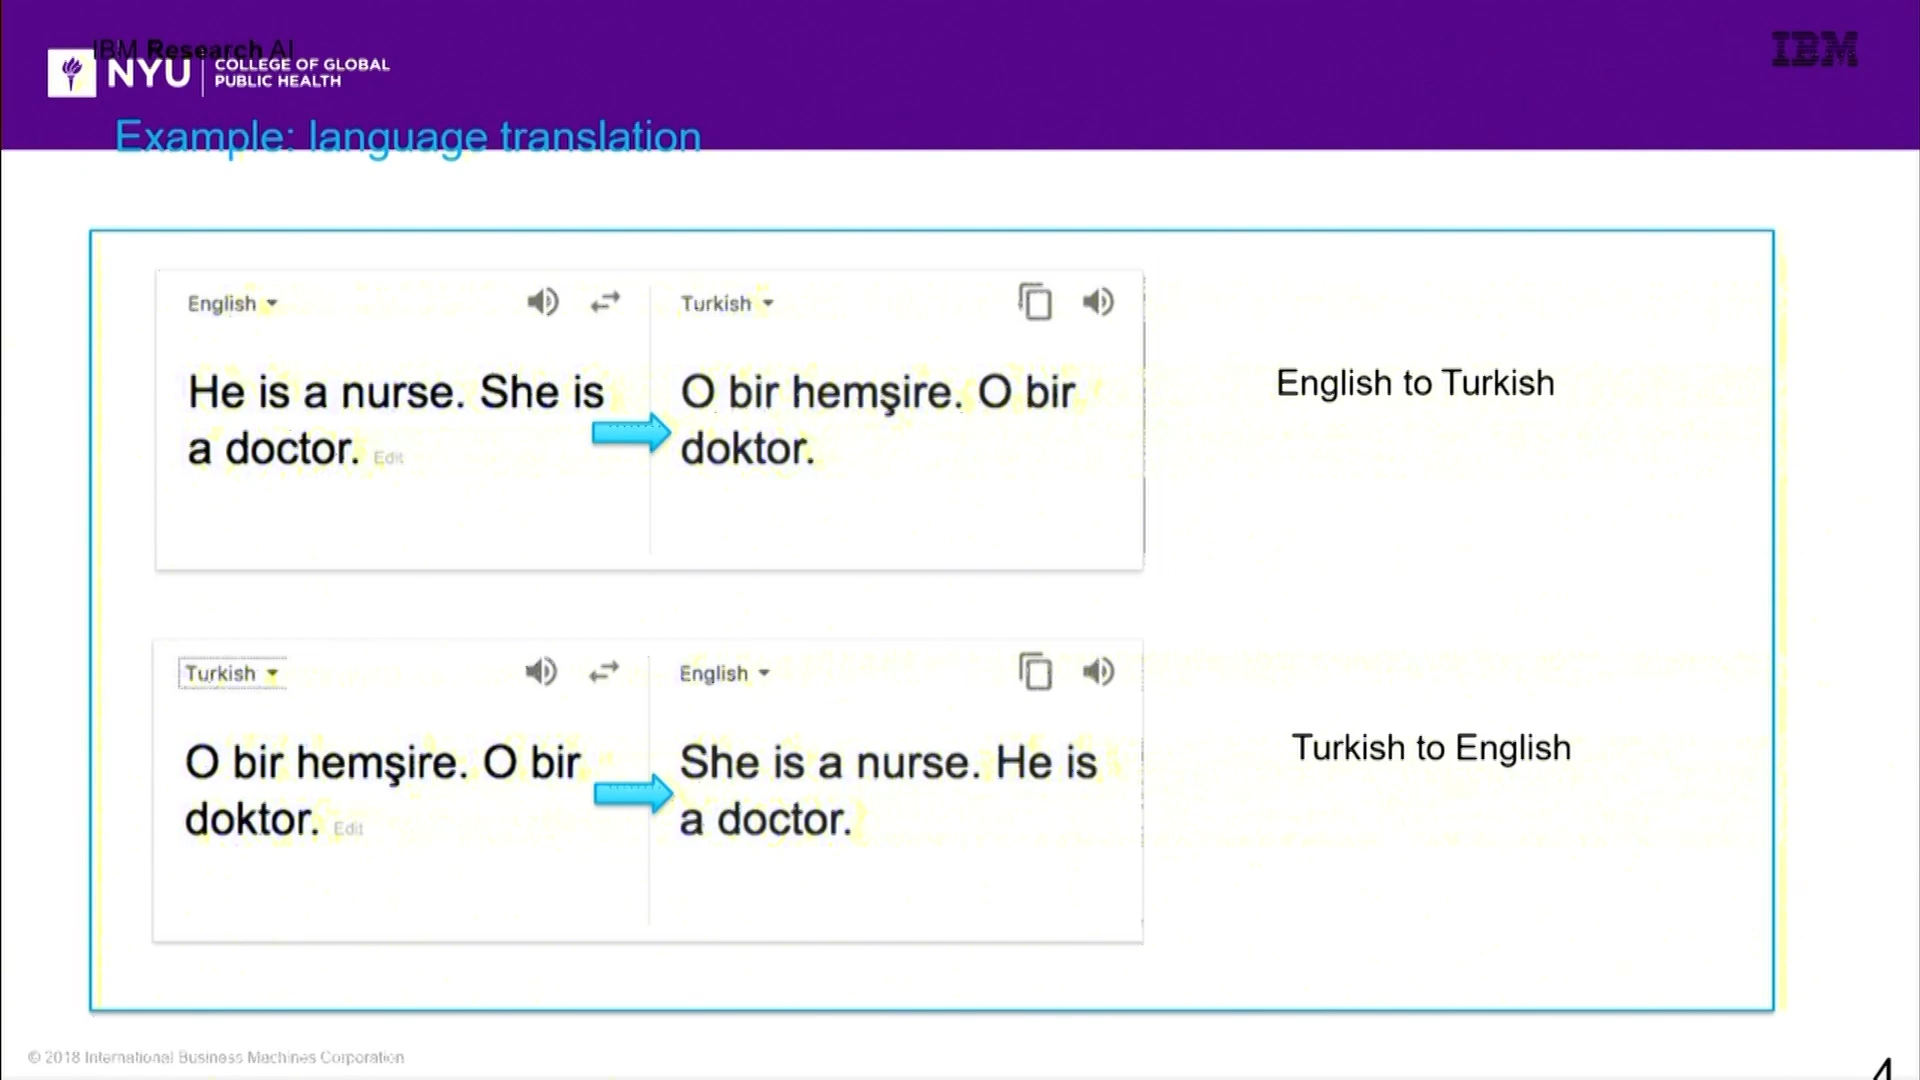 IBM Research AI
IBM
NYU
COLLEGE OF GLOBAL
PUBLIC HEALTH
Example: language translation
English
Turkish
He is a nurse. She is
a doctor. Edit
O bir hemşire. O bir
doktor.
English to Turkish
Turkish
English
O bir hemşire. O bir
doktor. Edit
She is a nurse. He is
a doctor.
Turkish to English
© 2018 International Business Machines Corporation
4